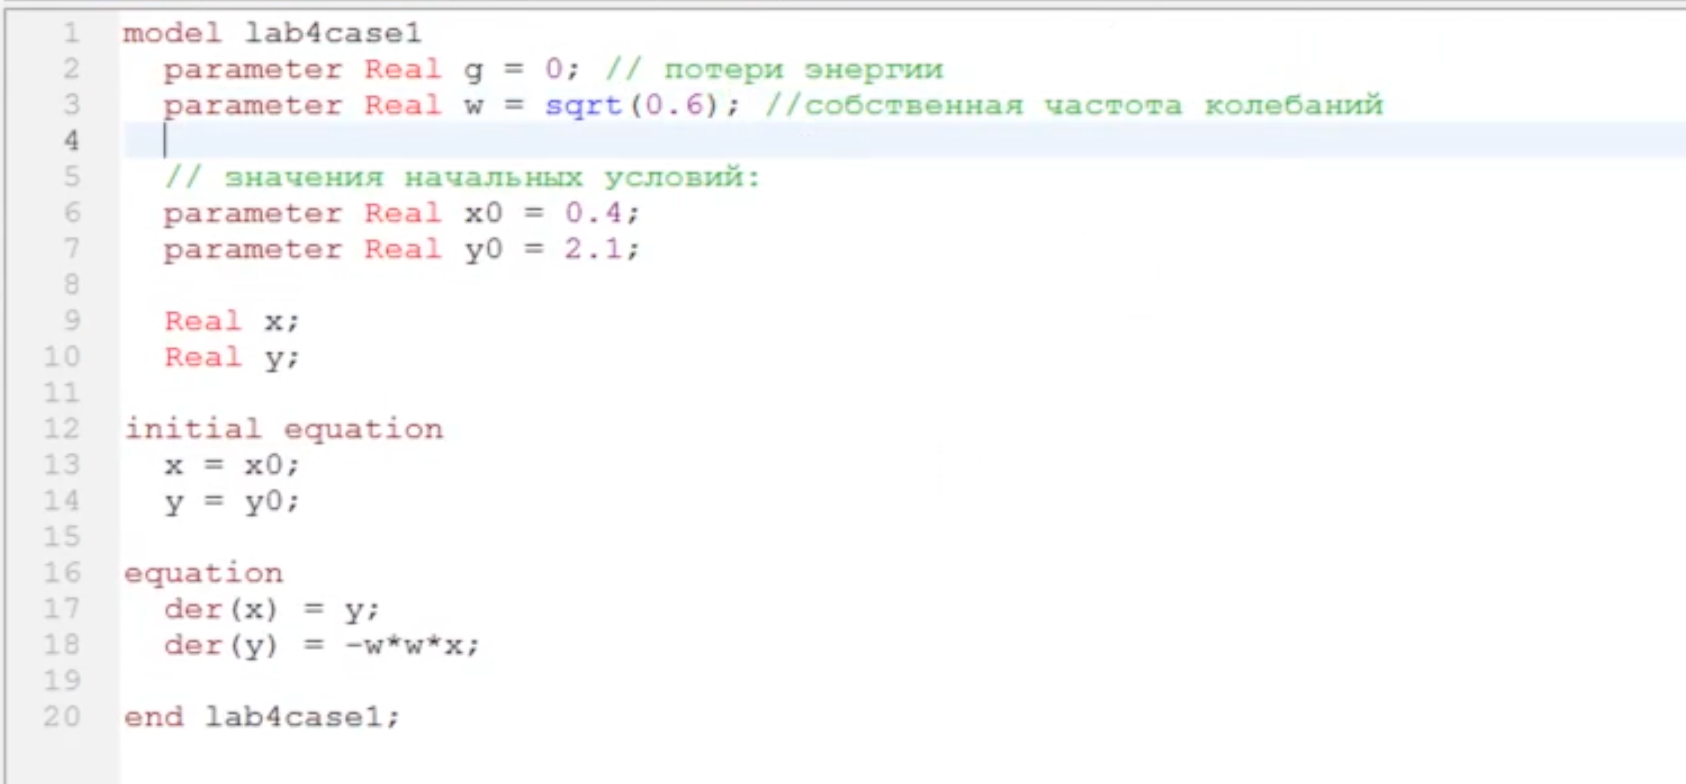 1 model lab4case1
2 parameter Real g = 0; // потери энергии
3 parameter Real w = sqrt(0.6); //собственная частота колебаний
4
5 // значения начальных условий:
6 parameter Real x0 = 0.4;
7 parameter Real y0 = 2.1;
8
9 Real x;
10 Real y;
11
12 initial equation
13 x = x0;
14 y = y0;
15
16 equation
17 der(x) = y;
18 der(y) = -w*w*x;
19
20 end lab4case1;